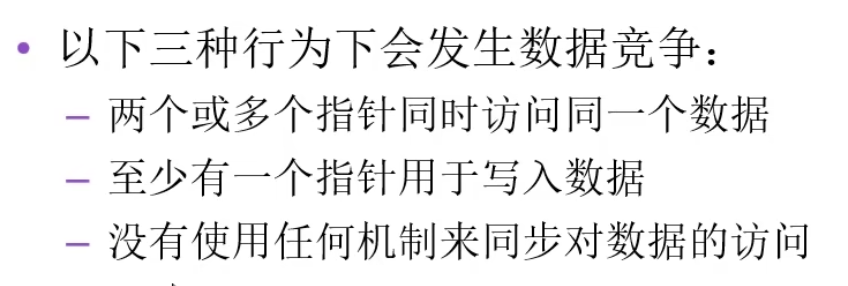 • 以下三种行为下会发生数据竞争：
– 两个或多个指针同时访问同一个数据
– 至少有一个指针用于写入数据
– 没有使用任何机制来同步对数据的访问